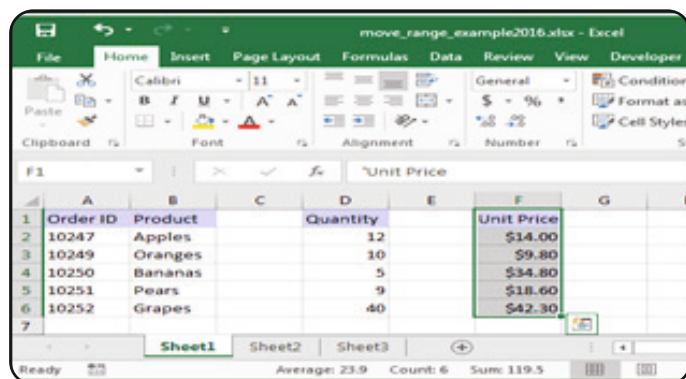 move_range_example2016.xlsx - Excel
File Home Insert Page Layout Formulas Data Review View Developer
Calibri 11 General Condition
Paste B I U A A $ % Format as
A Cell Styles
Clipboard Font Alignment Number S
F1 fx 'Unit Price
A B C D E F G
1 Order ID Product Quantity Unit Price
2 10247 Apples 12 $14.00
3 10249 Oranges 10 $9.80
4 10250 Bananas 5 $34.80
5 10251 Pears 9 $18.60
6 10252 Grapes 40 $42.30
7
Sheet1 Sheet2 Sheet3
Ready Average: 23.9 Count: 6 Sum: 119.5